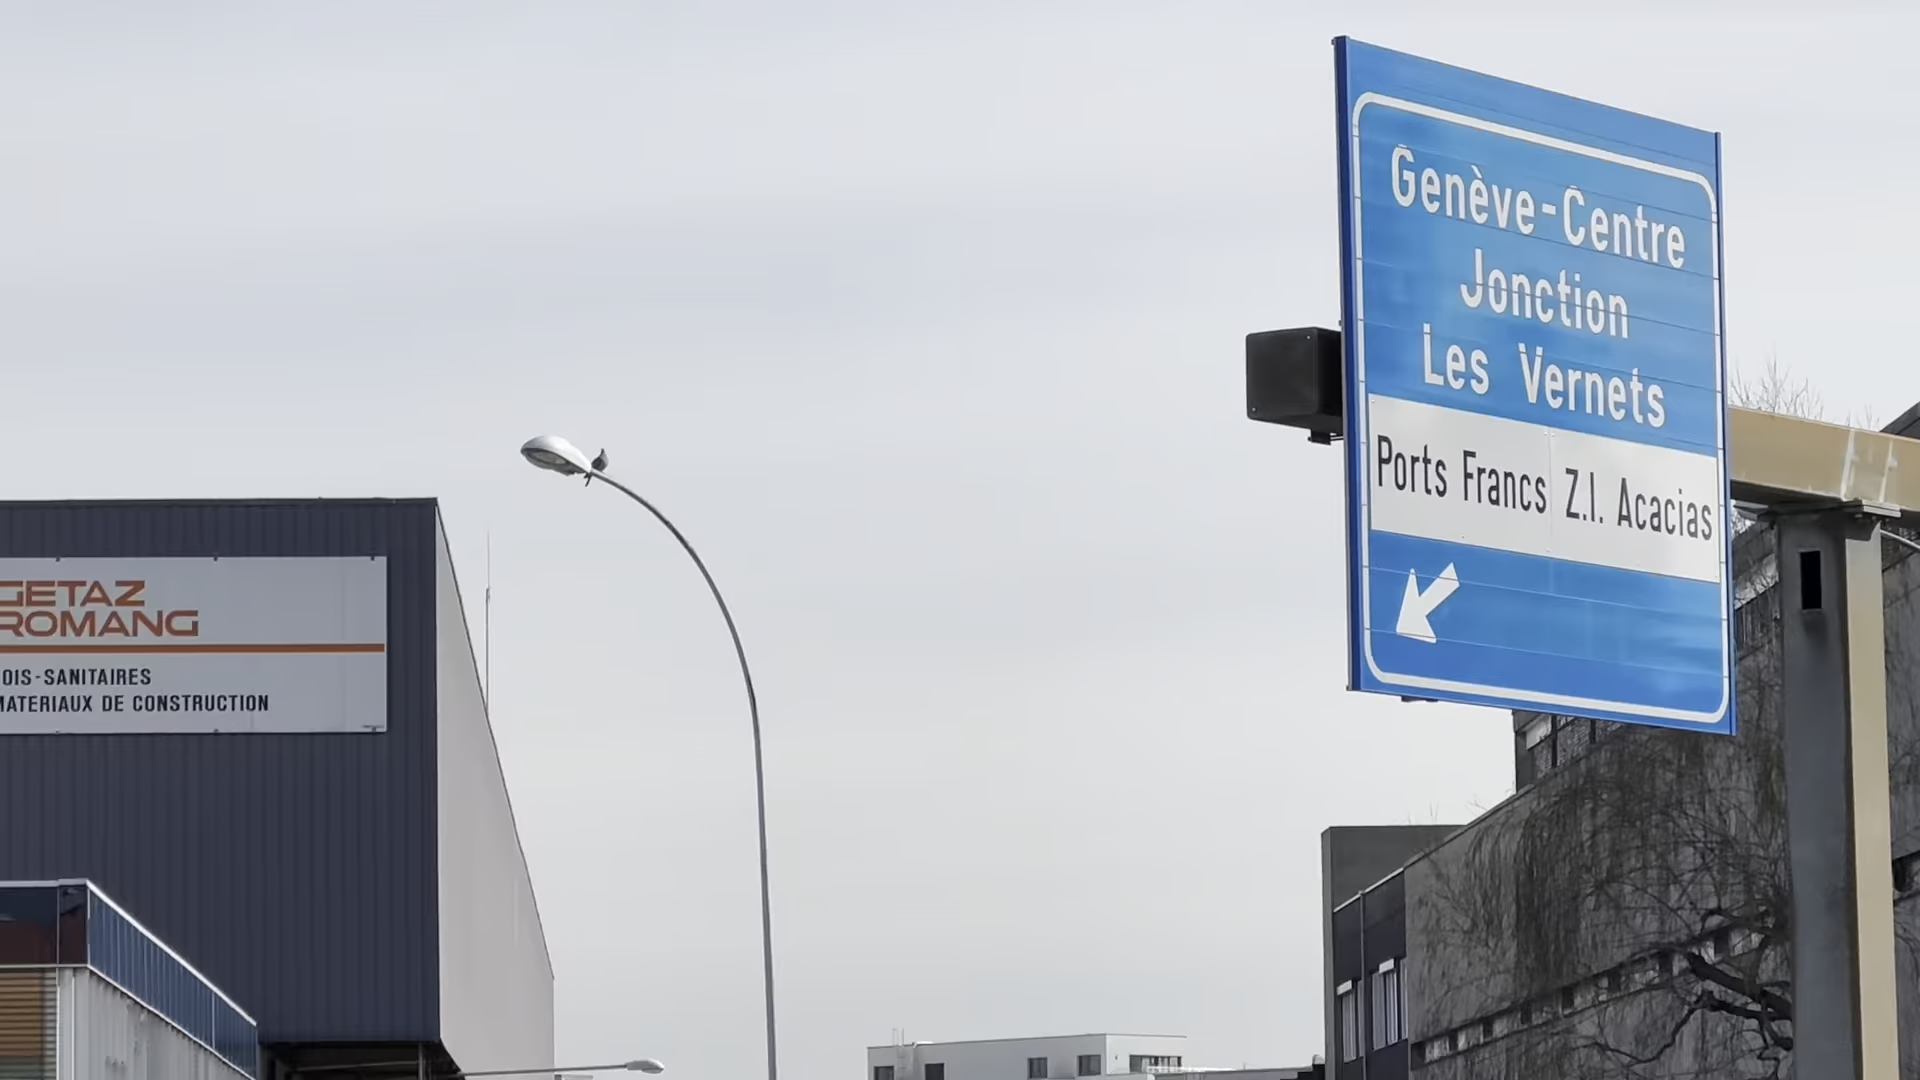 GETAZ
ROMANG
OIS-SANITAIRES
MATERIAUX DE CONSTRUCTION
Genève-Centre
Jonction
Les Vernets
Ports Francs Z.I. Acacias